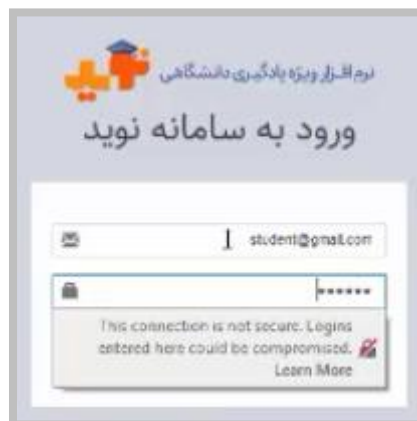 نوید
نرم افزار ویژه یادگیری دانشگاهی
ورود به سامانه نوید
student@gmail.com
••••••
This connection is not secure. Logins
entered here could be compromised.
Learn More